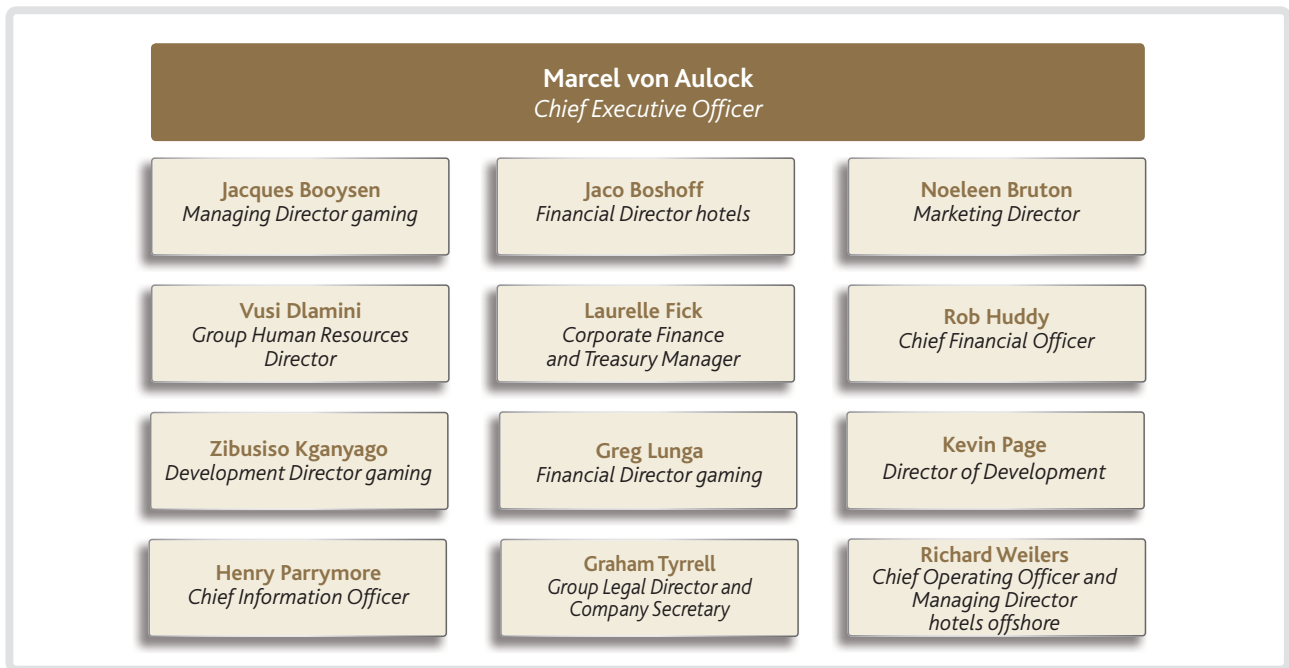 Marcel von Aulock
Chief Executive Officer
Jacques Booysen
Managing Director gaming
Jaco Boshoff
Financial Director hotels
Noeleen Bruton
Marketing Director
Vusi Dlamini
Group Human Resources
Director
Laurelle Fick
Corporate Finance
and Treasury Manager
Rob Huddy
Chief Financial Officer
Zibusiso Kganyago
Development Director gaming
Greg Lunga
Financial Director gaming
Kevin Page
Director of Development
Henry Parrymore
Chief Information Officer
Graham Tyrrell
Group Legal Director and
Company Secretary
Richard Weilers
Chief Operating Officer and
Managing Director
hotels offshore